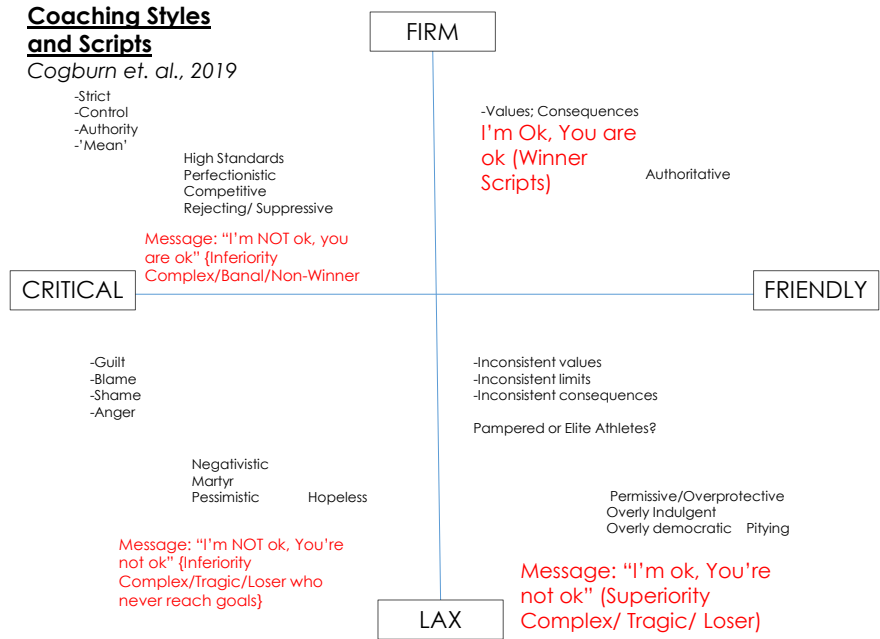 Coaching Styles
and Scripts
Cogburn et. al., 2019
FIRM
-Strict
-Control
-Authority
-'Mean'
High Standards
Perfectionistic
Competitive
Rejecting/ Suppressive
Message: “I’m NOT ok, you
are ok” {Inferiority
Complex/Banal/Non-Winner
-Values; Consequences
I’m Ok, You are
ok (Winner
Scripts)
Authoritative
CRITICAL
FRIENDLY
-Guilt
-Blame
-Shame
-Anger
Negativistic
Martyr
Pessimistic Hopeless
Message: “I’m NOT ok, You’re
not ok” {Inferiority
Complex/Tragic/Loser who
never reach goals}
-Inconsistent values
-Inconsistent limits
-Inconsistent consequences
Pampered or Elite Athletes?
Permissive/Overprotective
Overly Indulgent
Overly democratic Pitying
Message: “I’m ok, You’re
not ok” (Superiority
Complex/ Tragic/ Loser)
LAX